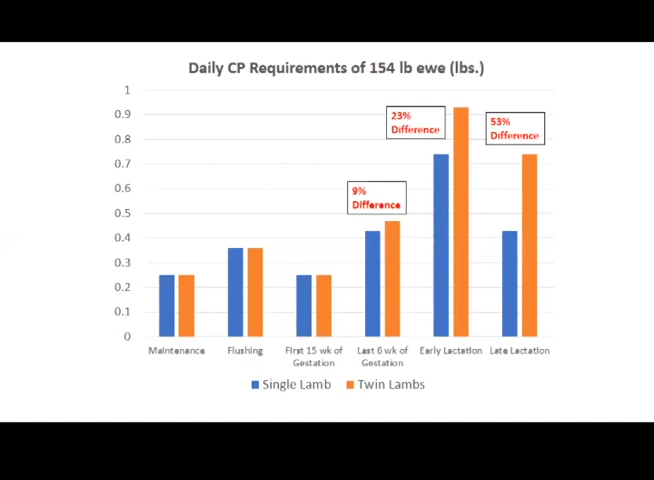 Daily CP Requirements of 154 lb ewe (lbs.)
1
0.9
0.8
0.7
0.6
0.5
0.4
0.3
0.2
0.1
0
23%
Difference
53%
Difference
9%
Difference
Maintenance
Flushing
First 15 wk of
Gestation
Last 6 wk of
Gestation
Early Lactation
Late Lactation
Single Lamb
Twin Lambs